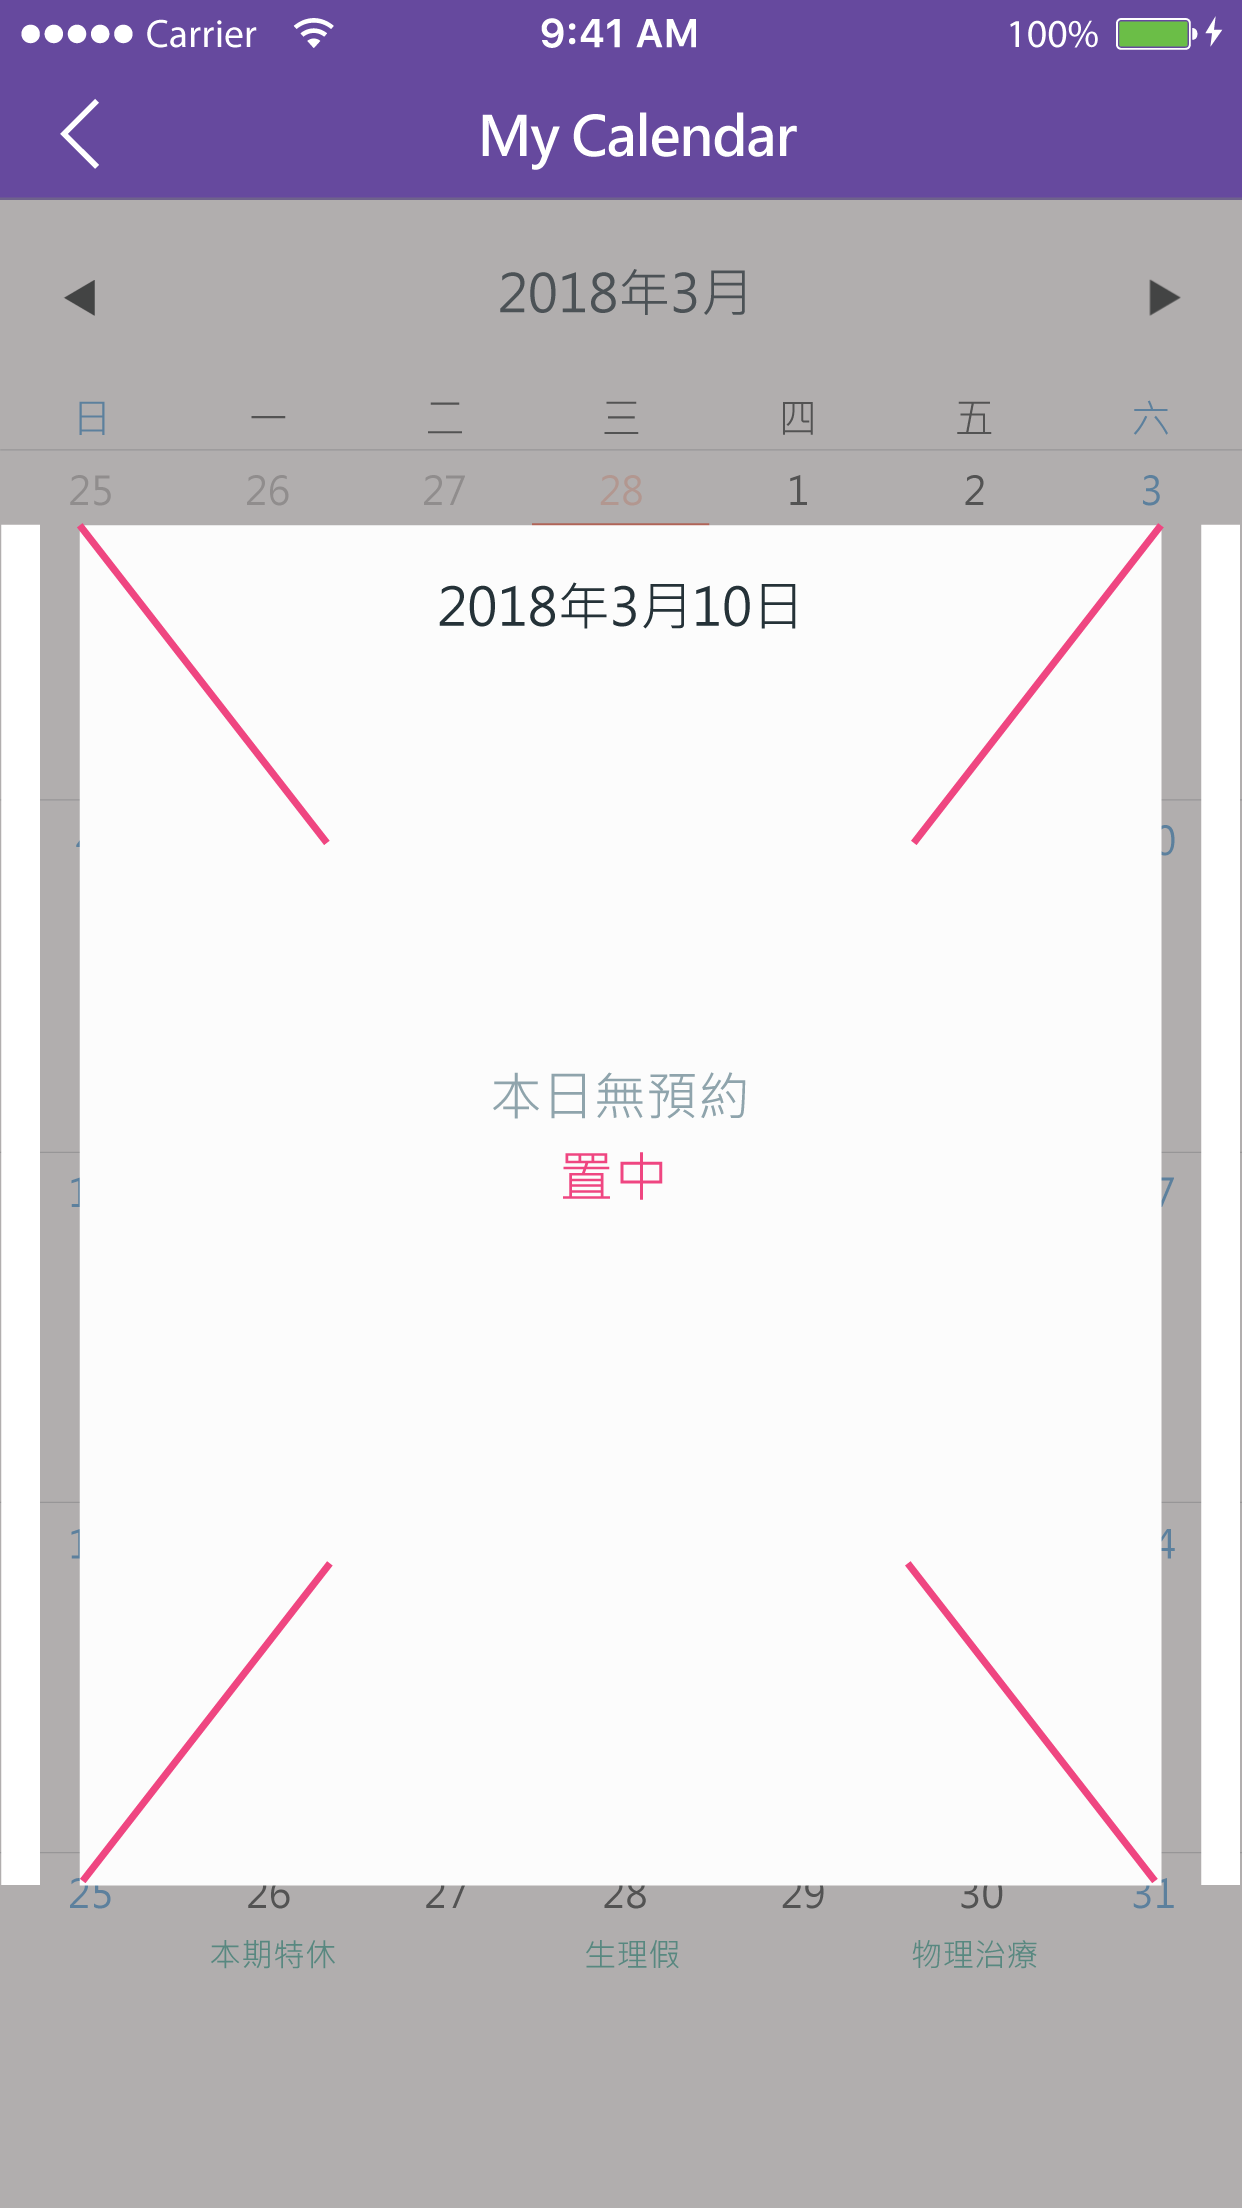 Carrier 9:41 AM 100%
My Calendar
2018年3月
日 一 二 三 四 五 六
25 26 27 28 1 2 3
2018年3月10日
本日無預約
置中
25 26 27 28 29 30 31
本期特休 生理假 物理治療